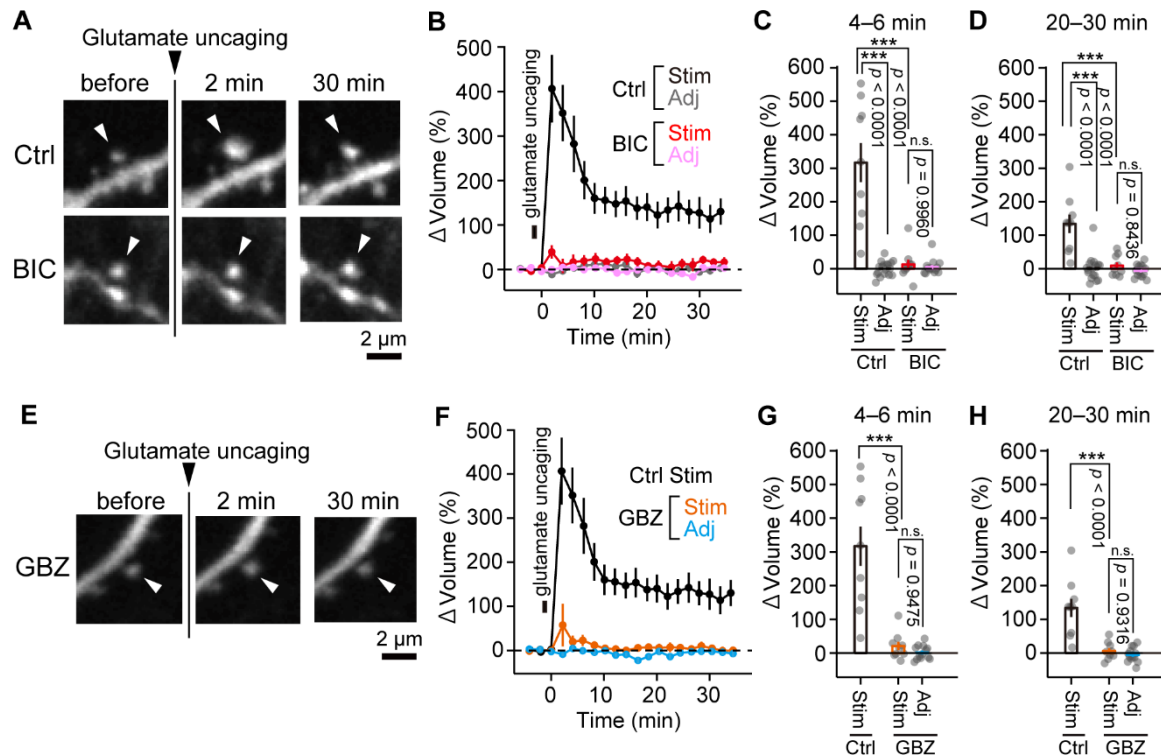 A
Glutamate uncaging
before
2 min
30 min
Ctrl
BIC
2 μm
B
500
400
300
200
100
0
Δ Volume (%)
glutamate uncaging
Ctrl
Stim
Adj
BIC
Stim
Adj
0
10
20
30
Time (min)
C
4–6 min
600
500
400
300
200
100
0
Δ Volume (%)
***
***
p < 0.0001
p < 0.0001
n.s.
p = 0.9960
Stim
Adj
Stim
Adj
Ctrl
BIC
D
20–30 min
600
500
400
300
200
100
0
Δ Volume (%)
***
***
p < 0.0001
p < 0.0001
n.s.
p = 0.8436
Stim
Adj
Stim
Adj
Ctrl
BIC
E
Glutamate uncaging
before
2 min
30 min
GBZ
2 μm
F
500
400
300
200
100
0
Δ Volume (%)
glutamate uncaging
Ctrl Stim
GBZ
Stim
Adj
0
10
20
30
Time (min)
G
4–6 min
600
500
400
300
200
100
0
Δ Volume (%)
***
p < 0.0001
n.s.
p = 0.9475
Stim
Stim
Adj
Ctrl
GBZ
H
20–30 min
600
500
400
300
200
100
0
Δ Volume (%)
***
p < 0.0001
n.s.
p = 0.9316
Stim
Stim
Adj
Ctrl
GBZ